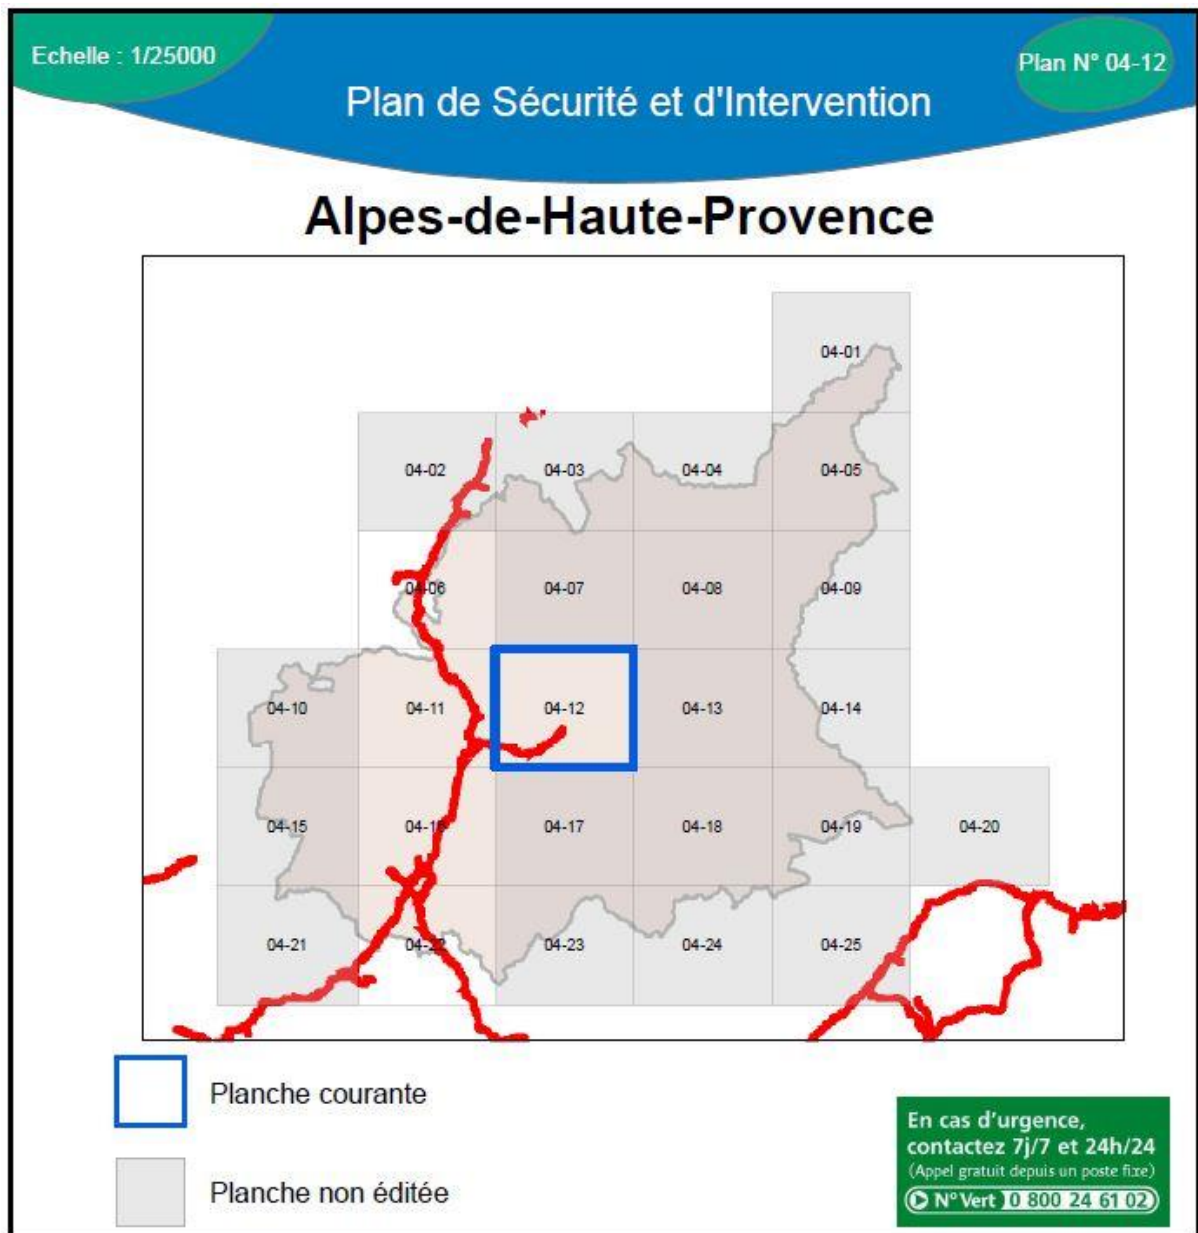 Echelle : 1/25000
Plan N° 04-12
Plan de Sécurité et d'Intervention
Alpes-de-Haute-Provence
04-01
04-02
04-03
04-04
04-05
04-06
04-07
04-08
04-09
04-10
04-11
04-12
04-13
04-14
04-15
04-16
04-17
04-18
04-19
04-20
04-21
04-22
04-23
04-24
04-25
Planche courante
Planche non éditée
En cas d'urgence,
contactez 7j/7 et 24h/24
(Appel gratuit depuis un poste fixe)
N° Vert 0 800 24 61 02